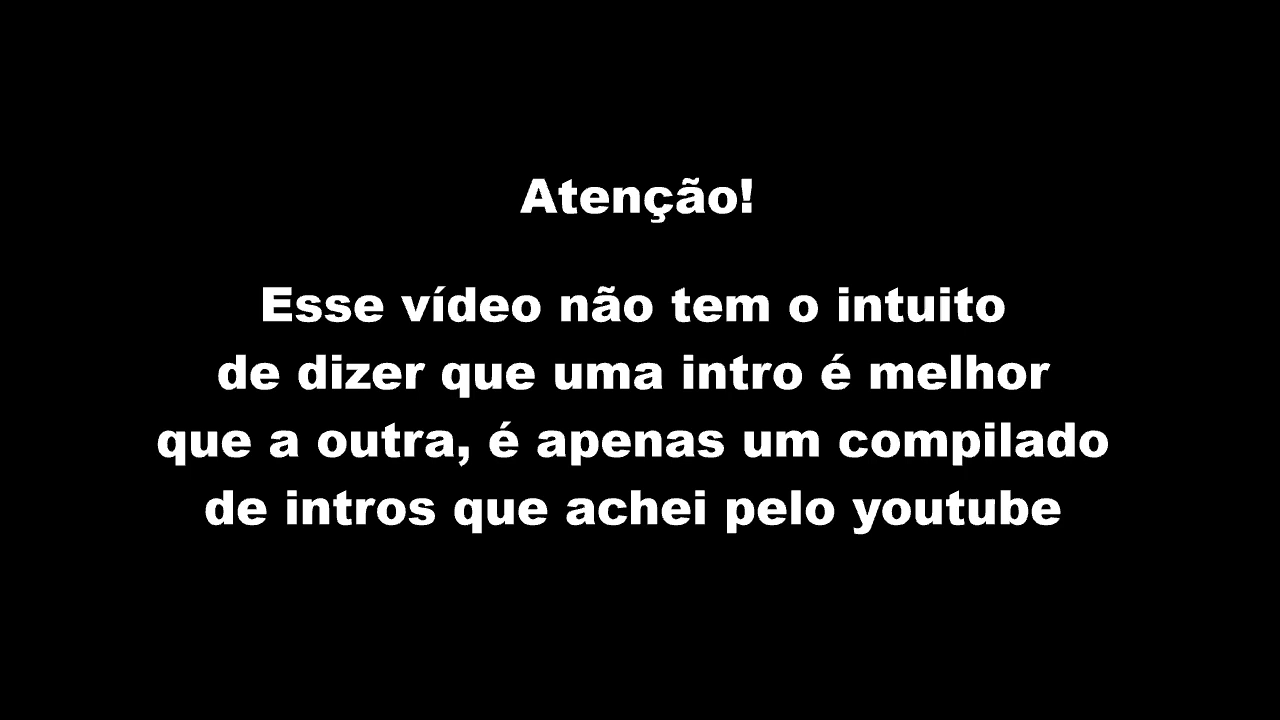 Atenção!
Esse vídeo não tem o intuito
de dizer que uma intro é melhor
que a outra, é apenas um compilado
de intros que achei pelo youtube